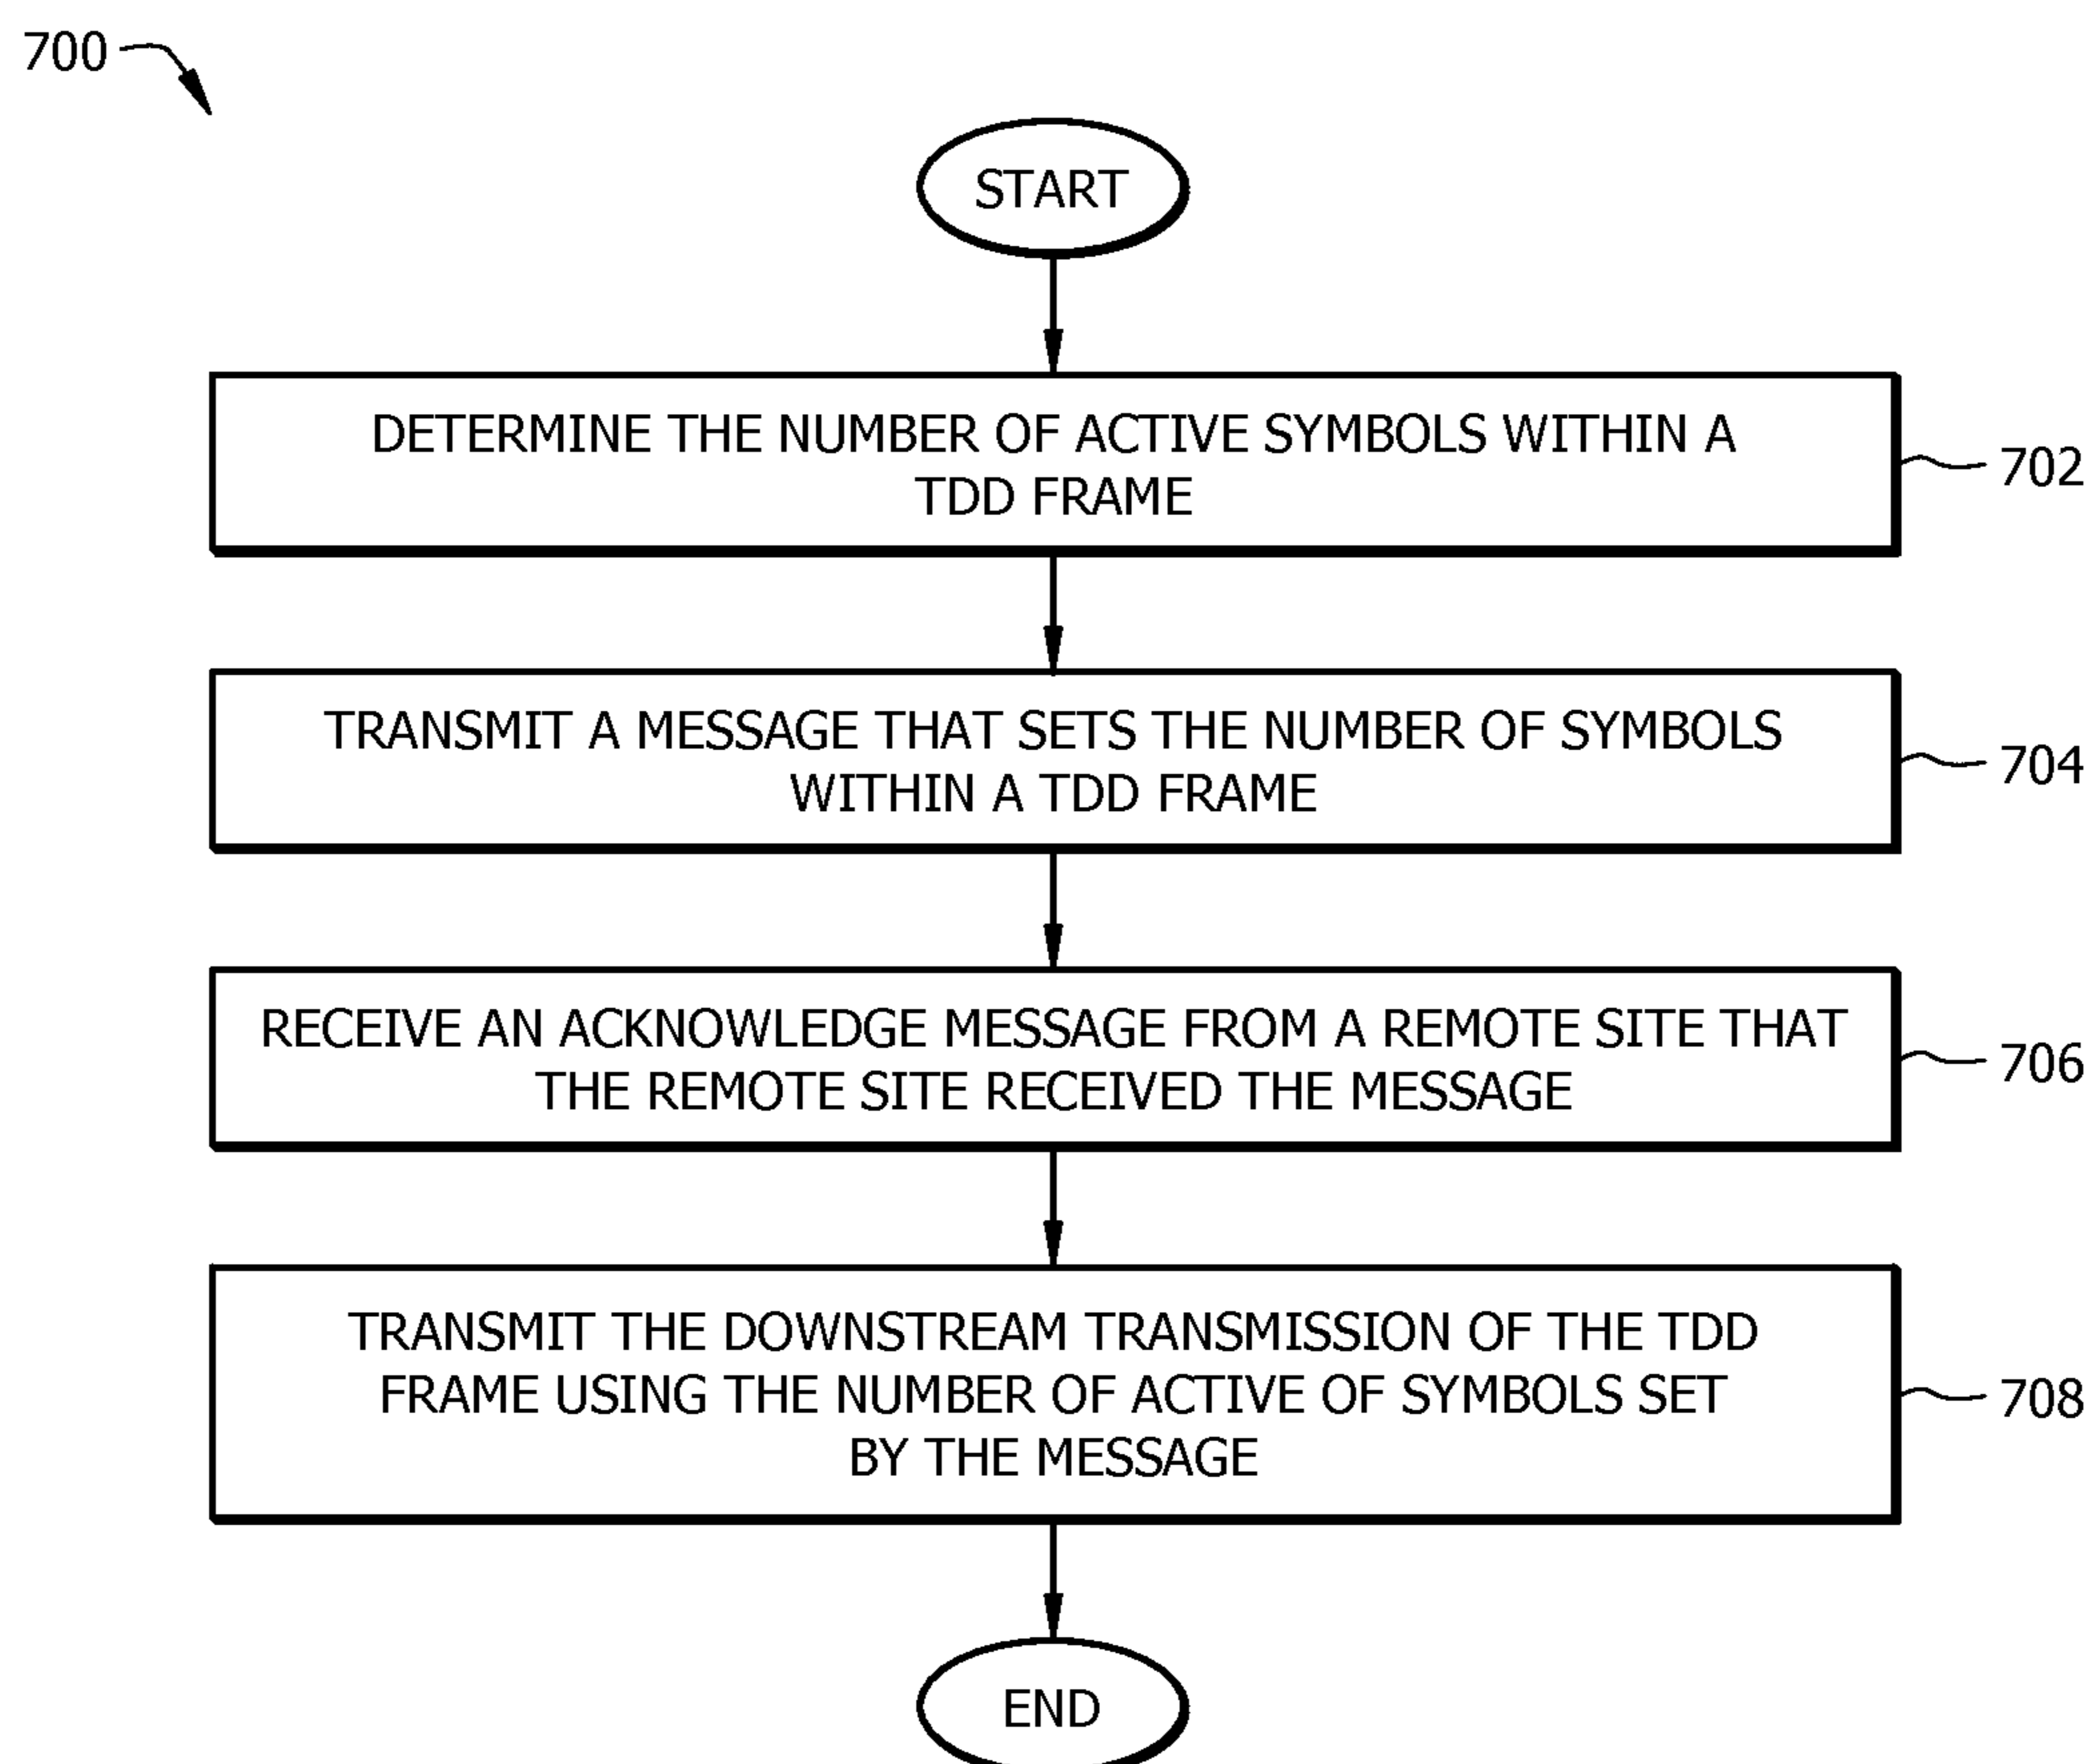 700
START
DETERMINE THE NUMBER OF ACTIVE SYMBOLS WITHIN A
TDD FRAME
702
TRANSMIT A MESSAGE THAT SETS THE NUMBER OF SYMBOLS
WITHIN A TDD FRAME
704
RECEIVE AN ACKNOWLEDGE MESSAGE FROM A REMOTE SITE THAT
THE REMOTE SITE RECEIVED THE MESSAGE
706
TRANSMIT THE DOWNSTREAM TRANSMISSION OF THE TDD
FRAME USING THE NUMBER OF ACTIVE OF SYMBOLS SET
BY THE MESSAGE
708
END